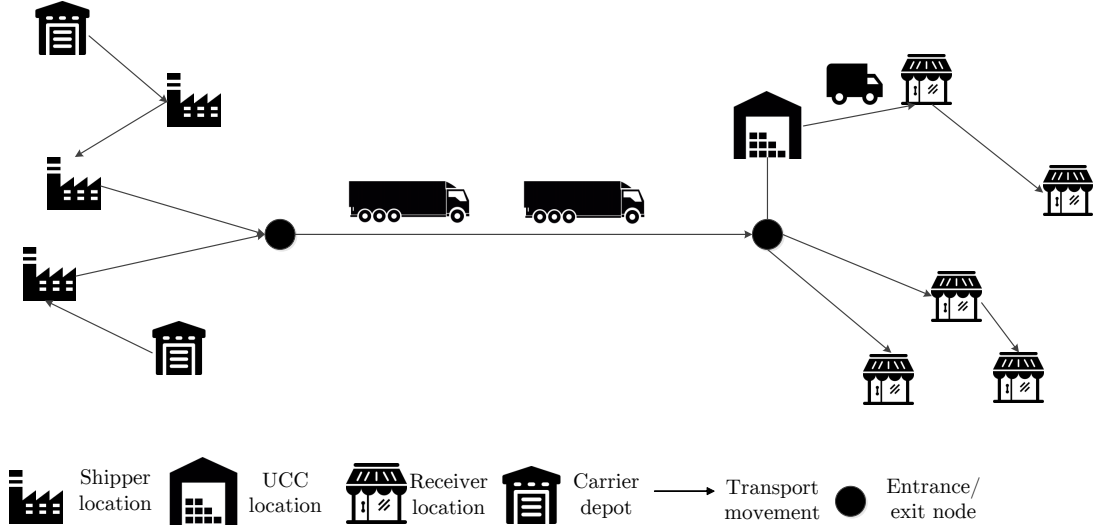 Shipper
location
UCC
location
Receiver
location
Carrier
depot
Transport
movement
Entrance/
exit node